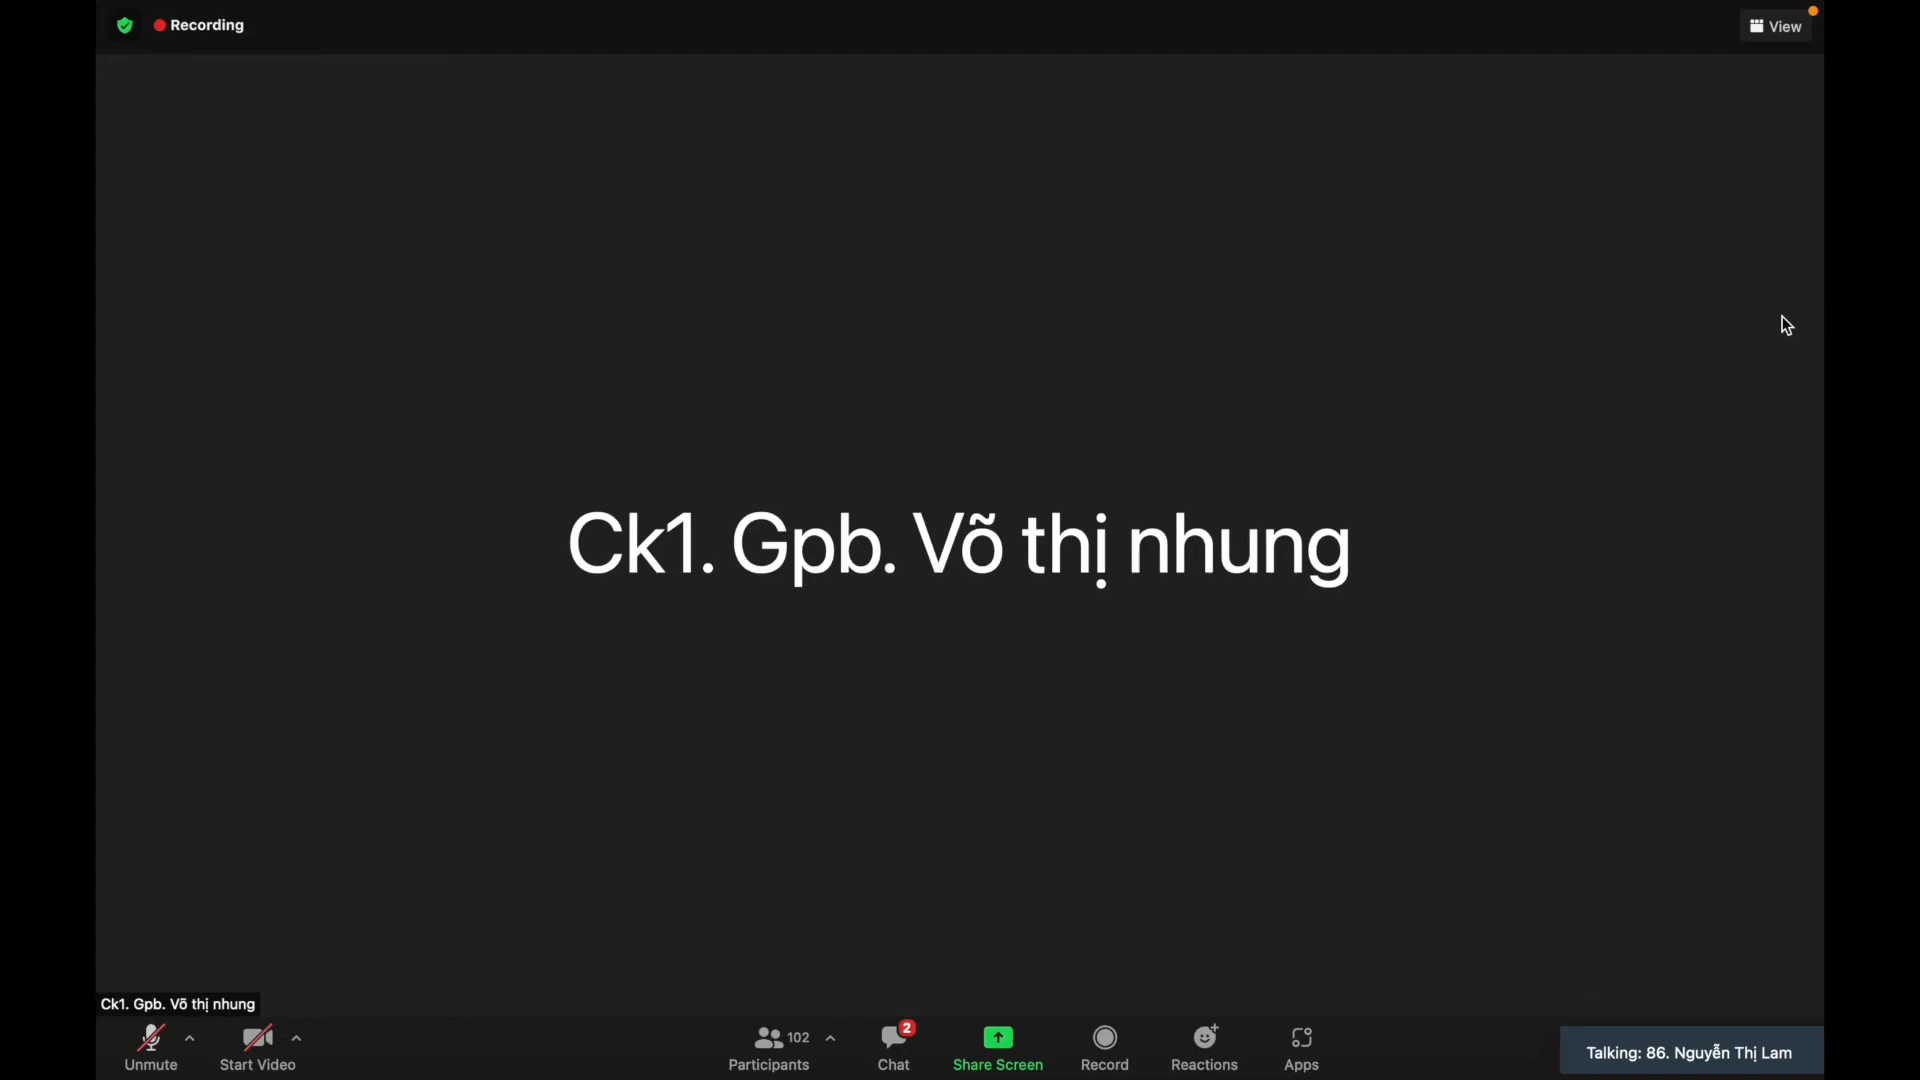 Recording
View
Ck1. Gpb. Võ thị nhung
Ck1. Gpb. Võ thị nhung
Unmute
Start Video
102
Participants
2
Chat
Share Screen
Record
Reactions
Apps
Talking: 86. Nguyễn Thị Lam